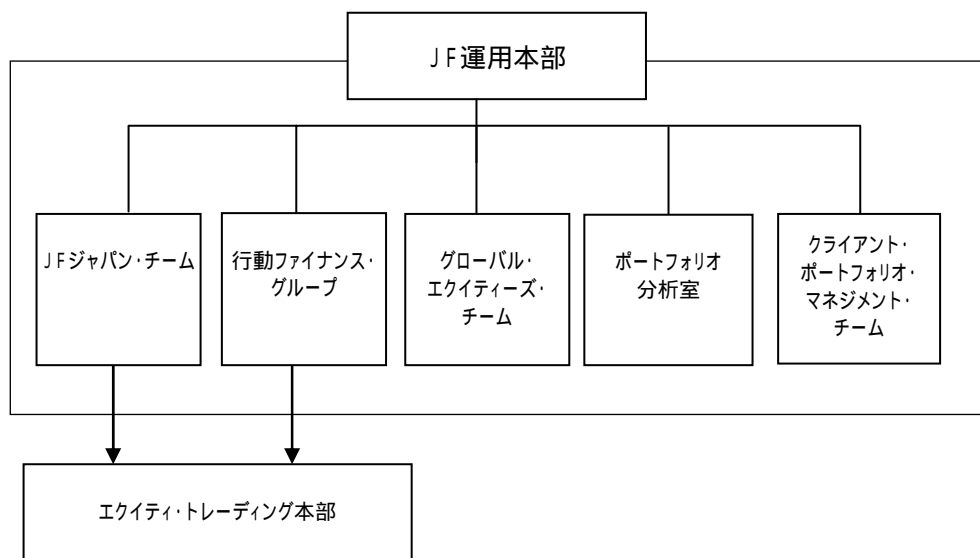 JF運用本部
JFジャパン・チーム
行動ファイナンス・
グループ
グローバル・
エクイティーズ・
チーム
ポートフォリオ
分析室
クライアント・
ポートフォリオ・
マネジメント・
チーム
エクイティ・トレーディング本部